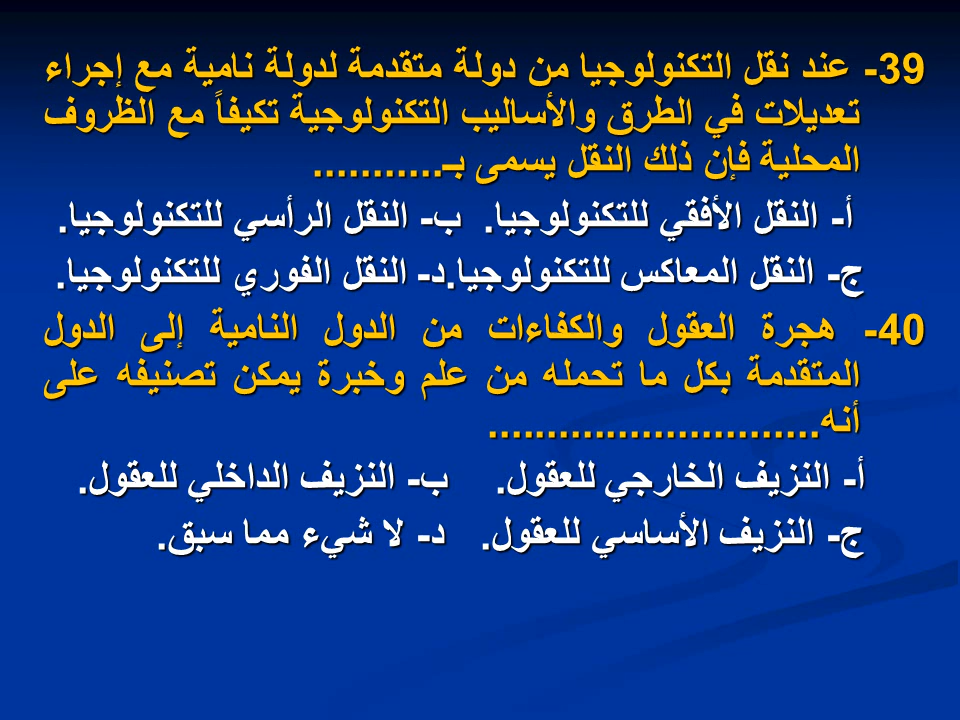 39- عند نقل التكنولوجيا من دولة متقدمة لدولة نامية مع إجراء
تعديلات في الطرق والأساليب التكنولوجية تكيفاً مع الظروف
المحلية فإن ذلك النقل يسمى بـ...........
أ- النقل الأفقي للتكنولوجيا. ب- النقل الرأسي للتكنولوجيا.
ج- النقل المعاكس للتكنولوجيا.د- النقل الفوري للتكنولوجيا.
40- هجرة العقول والكفاءات من الدول النامية إلى الدول
المتقدمة بكل ما تحمله من علم وخبرة يمكن تصنيفه على
أنه............................
أ- النزيف الخارجي للعقول. ب- النزيف الداخلي للعقول.
ج- النزيف الأساسي للعقول. د- لا شيء مما سبق.